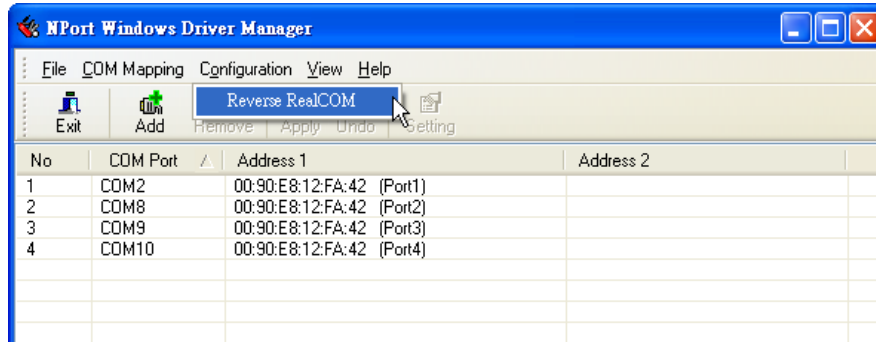 NPort Windows Driver Manager
File COM Mapping Configuration View Help
Reverse RealCOM
Exit Add Remove Apply Undo Setting
No COM Port Address 1 Address 2
1 COM2 00:90:E8:12:FA:42 (Port1)
2 COM8 00:90:E8:12:FA:42 (Port2)
3 COM9 00:90:E8:12:FA:42 (Port3)
4 COM10 00:90:E8:12:FA:42 (Port4)